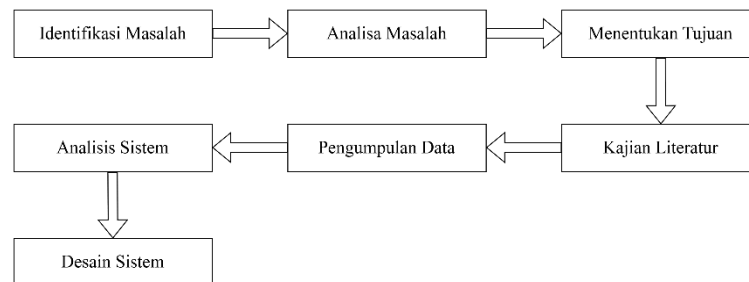 Identifikasi Masalah
Analisa Masalah
Menentukan Tujuan
Kajian Literatur
Pengumpulan Data
Analisis Sistem
Desain Sistem